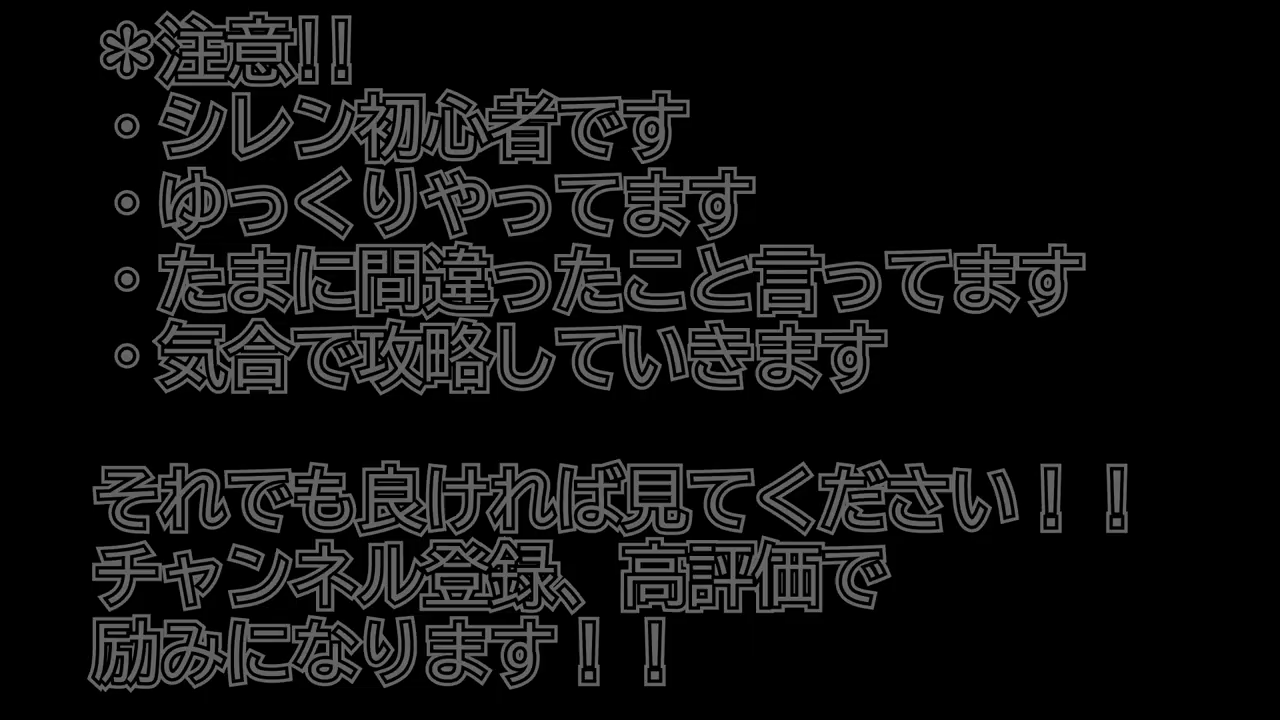 ＊注意!!
・シレン初心者です
・ゆっくりやってます
・たまに間違ったこと言ってます
・気合で攻略していきます
それでも良ければ見てください！！
チャンネル登録、高評価で
励みになります！！